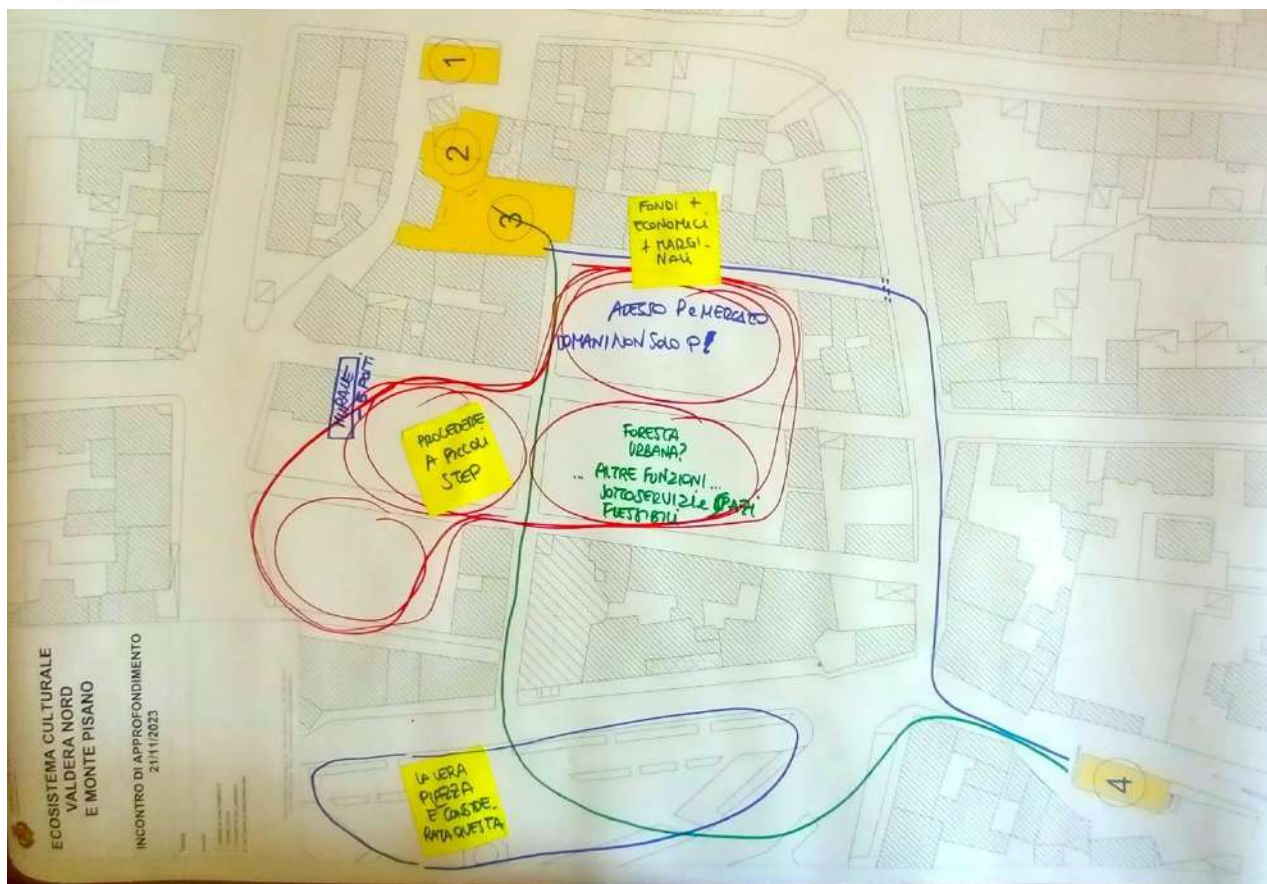 1
2
3
FONDI +
ECONOMICI
+ MARGI-
NALI
ADESSO P e MERCATO
DOMANI NON SOLO P!
MURALE
PROCEDERE
A PICCOLI
STEP
FORESTA
URBANA?
... ALTRE FUNZIONI...
SOTTOSERVIZI e SPAZI
FLESSIBILI
LA VERA
PIAZZA
È CONSIDE-
RATA QUESTA
4
ECOSISTEMA CULTURALE
VALDERA NORD
E MONTE PISANO
INCONTRO DI APPROFONDIMENTO
21/11/2023